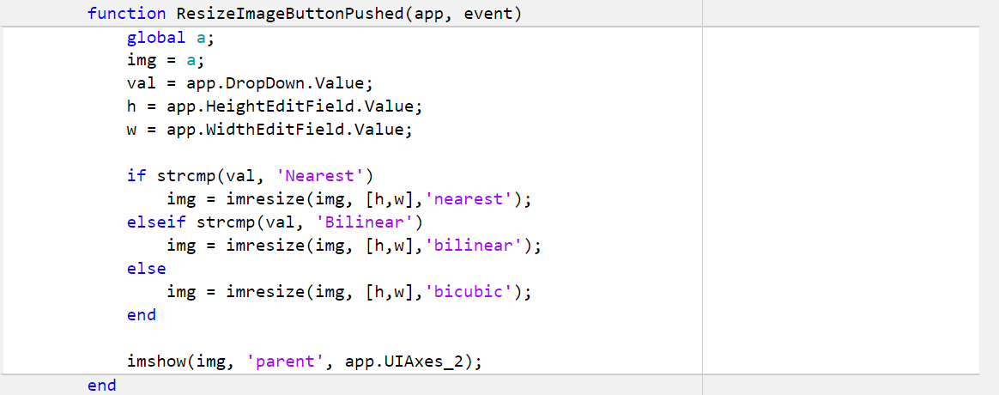 function ResizeImageButtonPushed(app, event)
global a;
img = a;
val = app.DropDown.Value;
h = app.HeightEditField.Value;
w = app.WidthEditField.Value;
if strcmp(val, 'Nearest')
img = imresize(img, [h,w],'nearest');
elseif strcmp(val, 'Bilinear')
img = imresize(img, [h,w],'bilinear');
else
img = imresize(img, [h,w],'bicubic');
end
imshow(img, 'parent', app.UIAxes_2);
end